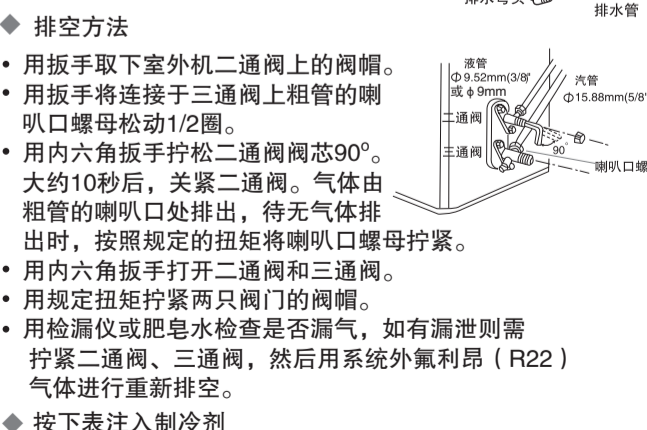 排水管
◆ 排空方法
• 用扳手取下室外机二通阀上的阀帽。
• 用扳手将连接于三通阀上粗管的喇
叭口螺母松动1/2圈。
• 用内六角扳手拧松二通阀阀芯90°。
大约10秒后，关紧二通阀。气体由
粗管的喇叭口处排出，待无气体排
出时，按照规定的扭矩将喇叭口螺母拧紧。
• 用内六角扳手打开二通阀和三通阀。
• 用规定扭矩拧紧两只阀门的阀帽。
• 用检漏仪或肥皂水检查是否漏气，如有漏泄则需
拧紧二通阀、三通阀，然后用系统外氟利昂（R22）
气体进行重新排空。
◆ 按下表注入制冷剂
液管
Φ9.52mm(3/8"
或φ9mm
汽管
Φ15.88mm(5/8"
二通阀
三通阀
90°
喇叭口螺